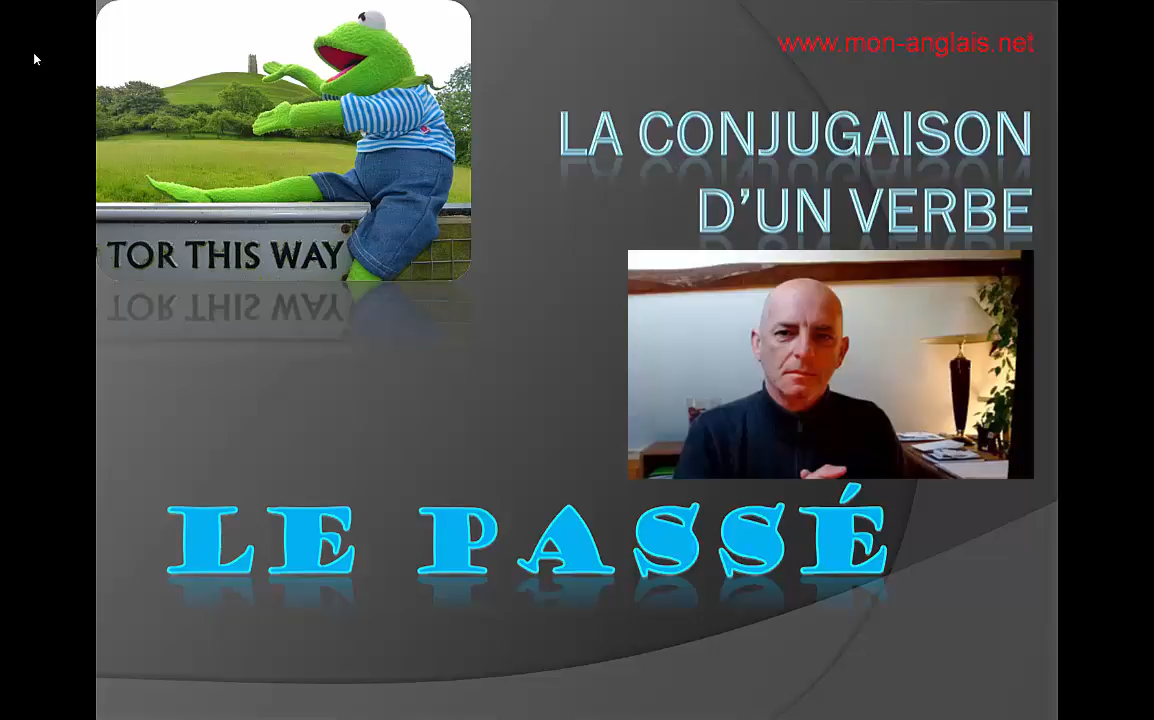 www.mon-anglais.net
LA CONJUGAISON
D’UN VERBE
TOR THIS WAY
LE PASSÉ